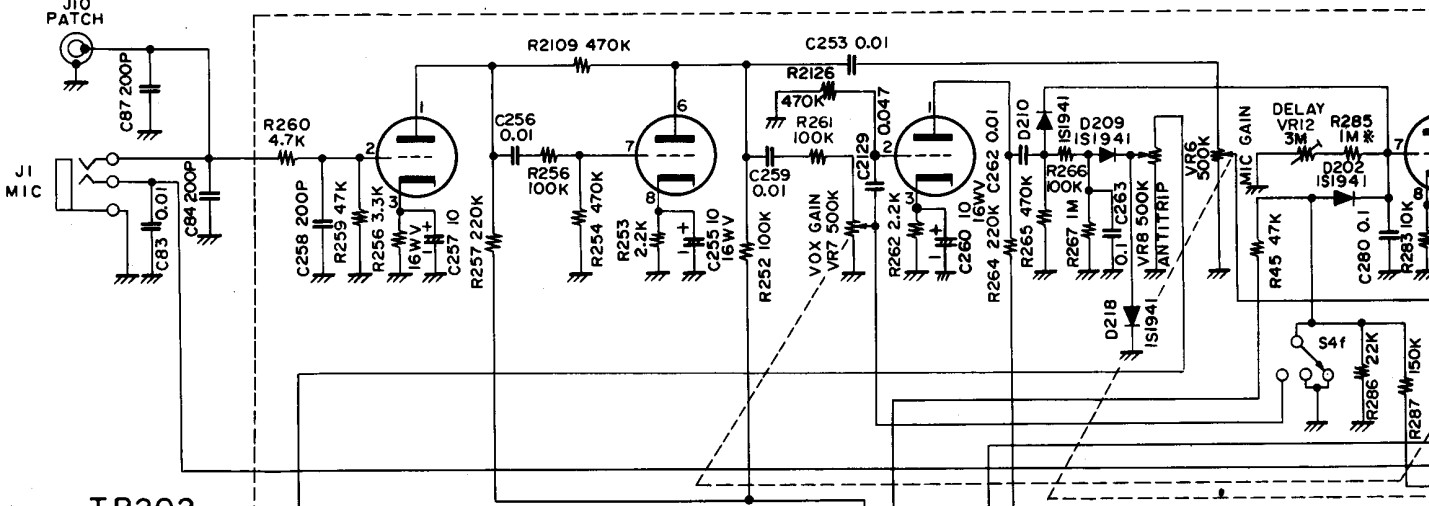 J10
PATCH
C87 200P
J1
MIC
C83 0.01
C84 200P
R260
4.7K
C258 200P
R259 47K
R256 3.3K
1
2
3
16WV
C257 10
R257 220K
R2109 470K
C256
0.01
R256
100K
R254 470K
6
7
8
R253
2.2K
C255 10
16WV
R252 100K
C253 0.01
R2126
470K
R261
100K
C259
0.01
VOX GAIN
VR7 500K
C2129
0.047
1
2
3
R262 2.2K
C260 10
16WV
R264 220K
C262 0.01
R265 470K
D210
1S1941
D209
1S1941
R266
100K
R267 1M
C263
0.1
VR8 500K
ANTITRIP
D218
1S1941
VR6
500K
MIC GAIN
DELAY
VR12
3M
R285
1M※
D202
1S1941
7
8
R45 47K
C280 0.1
R283 10K
S4f
R286 22K
R287 150K